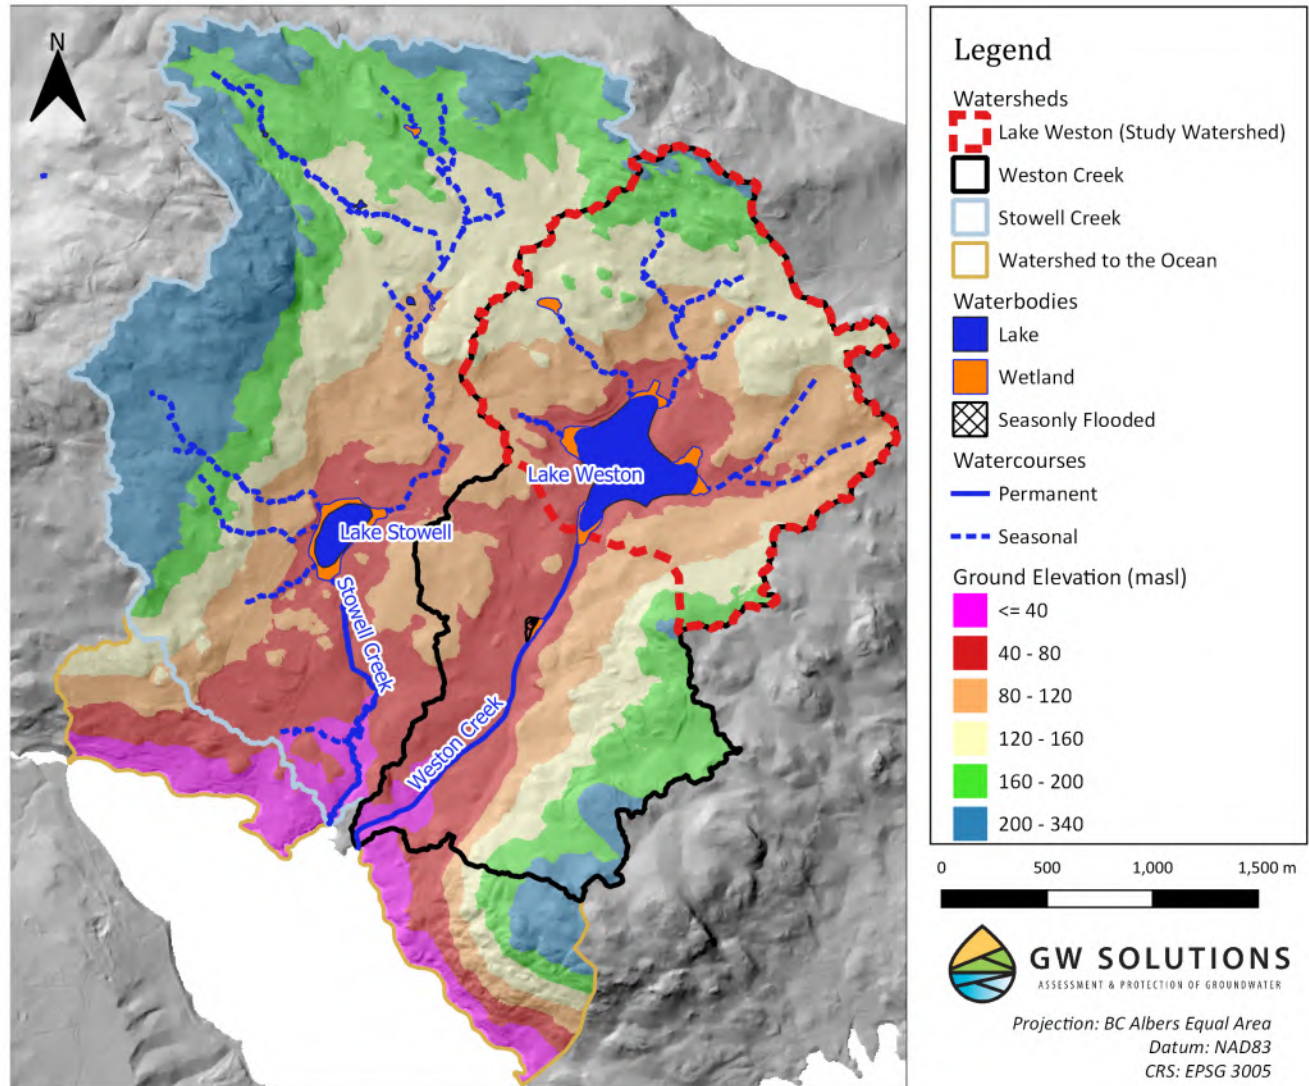 N
Lake Weston
Lake Stowell
Stowell Creek
Weston Creek
Legend
Watersheds
Lake Weston (Study Watershed)
Weston Creek
Stowell Creek
Watershed to the Ocean
Waterbodies
Lake
Wetland
Seasonly Flooded
Watercourses
Permanent
Seasonal
Ground Elevation (masl)
<= 40
40 - 80
80 - 120
120 - 160
160 - 200
200 - 340
0 500 1,000 1,500 m
GW SOLUTIONS
ASSESSMENT & PROTECTION OF GROUNDWATER
Projection: BC Albers Equal Area
Datum: NAD83
CRS: EPSG 3005